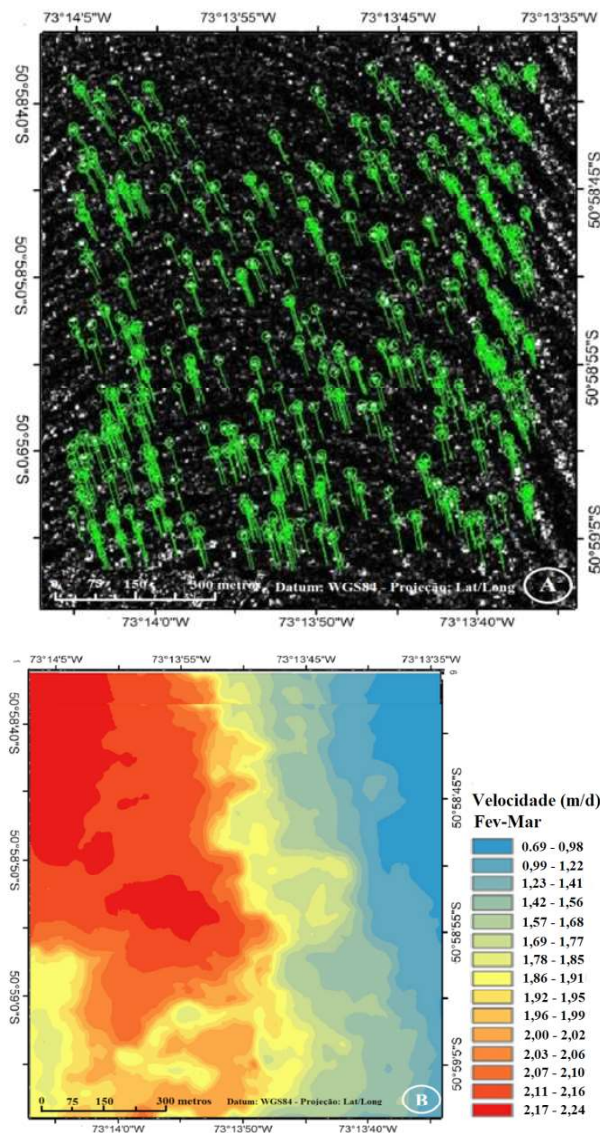 73°14'5"W 73°13'55"W 73°13'45"W 73°13'35"W
50°58'40"S
50°58'45"S
50°58'50"S
50°58'55"S
50°59'0"S
50°59'5"S
75 150 300 metros Datum: WGS84 - Projeção: Lat/Long A
73°14'0"W 73°13'50"W 73°13'40"W
73°14'5"W 73°13'55"W 73°13'45"W 73°13'35"W
50°58'40"S
50°58'45"S
50°58'50"S
50°58'55"S
50°59'0"S
50°59'5"S
0 75 150 300 metros Datum: WGS84 - Projeção: Lat/Long B
73°14'0"W 73°13'50"W 73°13'40"W
Velocidade (m/d)
Fev-Mar
0.69 - 0,98
0,99 - 1,22
1,23 - 1,41
1,42 - 1,56
1,57 - 1,68
1,69 - 1,77
1,78 - 1,85
1,86 - 1,91
1,92 - 1,95
1,96 - 1,99
2,00 - 2,02
2,03 - 2,06
2,07 - 2,10
2,11 - 2,16
2,17 - 2,24